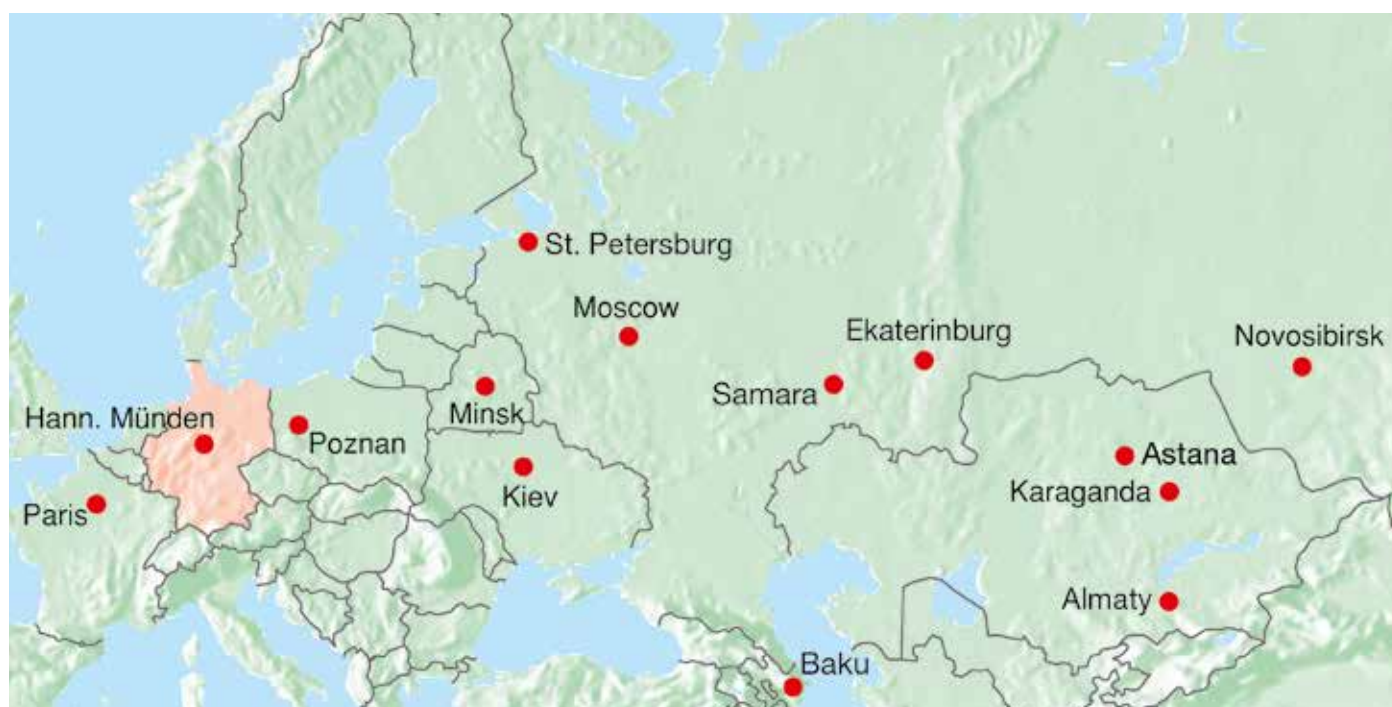 St. Petersburg
Moscow
Ekaterinburg
Novosibirsk
Samara
Minsk
Hann. Münden
Poznan
Astana
Karaganda
Kiev
Paris
Almaty
Baku